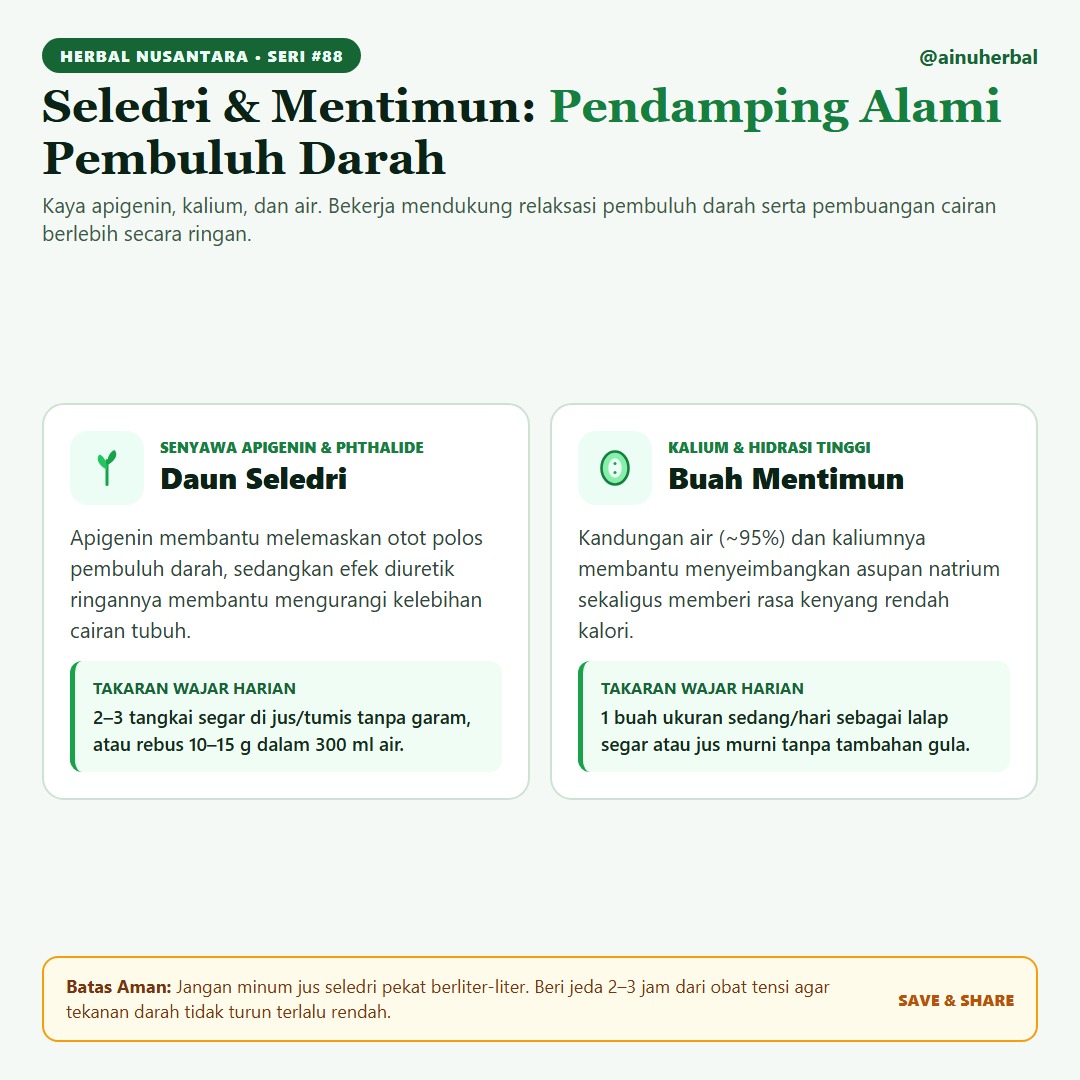 HERBAL NUSANTARA • SERI #88
@ainuherbal
Seledri & Mentimun: Pendamping Alami
Pembuluh Darah
Kaya apigenin, kalium, dan air. Bekerja mendukung relaksasi pembuluh darah serta pembuangan cairan
berlebih secara ringan.
SENYAWA APIGENIN & PHTHALIDE
Daun Seledri
Apigenin membantu melemaskan otot polos
pembuluh darah, sedangkan efek diuretik
ringannya membantu mengurangi kelebihan
cairan tubuh.
TAKARAN WAJAR HARIAN
2–3 tangkai segar di jus/tumis tanpa garam,
atau rebus 10–15 g dalam 300 ml air.
KALIUM & HIDRASI TINGGI
Buah Mentimun
Kandungan air (~95%) dan kaliumnya
membantu menyeimbangkan asupan natrium
sekaligus memberi rasa kenyang rendah
kalori.
TAKARAN WAJAR HARIAN
1 buah ukuran sedang/hari sebagai lalap
segar atau jus murni tanpa tambahan gula.
Batas Aman: Jangan minum jus seledri pekat berliter-liter. Beri jeda 2–3 jam dari obat tensi agar
tekanan darah tidak turun terlalu rendah.
SAVE & SHARE